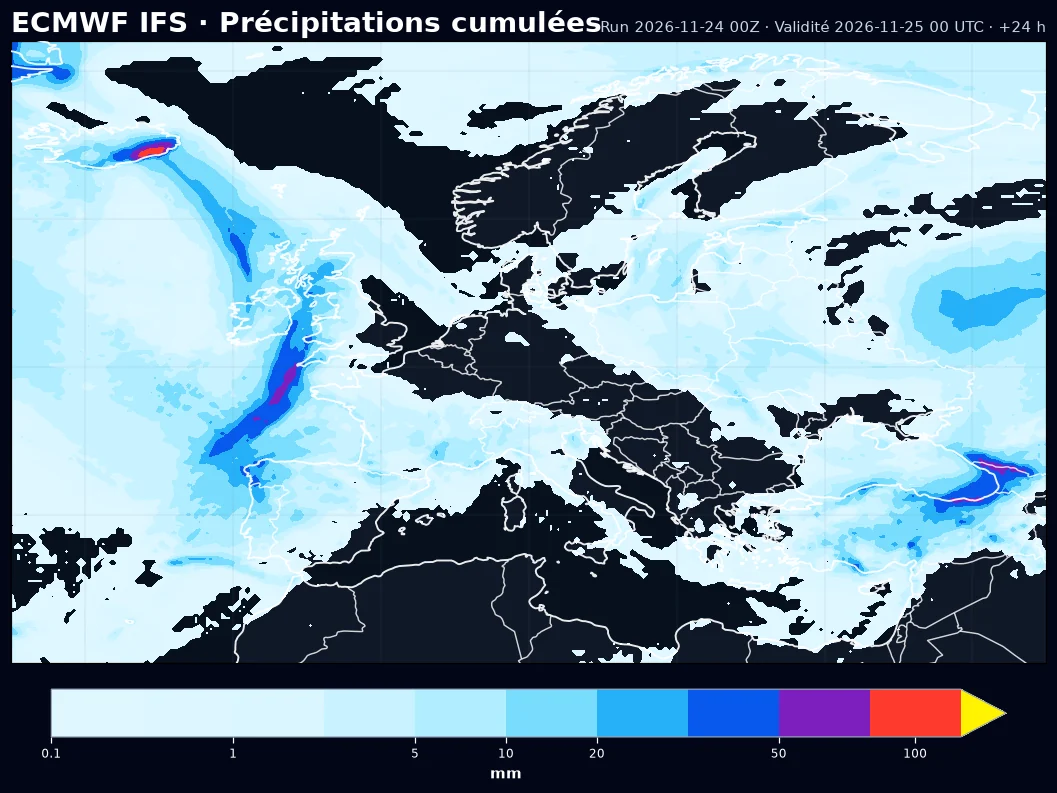 ECMWF IFS · Précipitations cumulées
Run 2026-11-24 00Z · Validité 2026-11-25 00 UTC · +24 h
0.1 1 5 10 20 50 100
mm